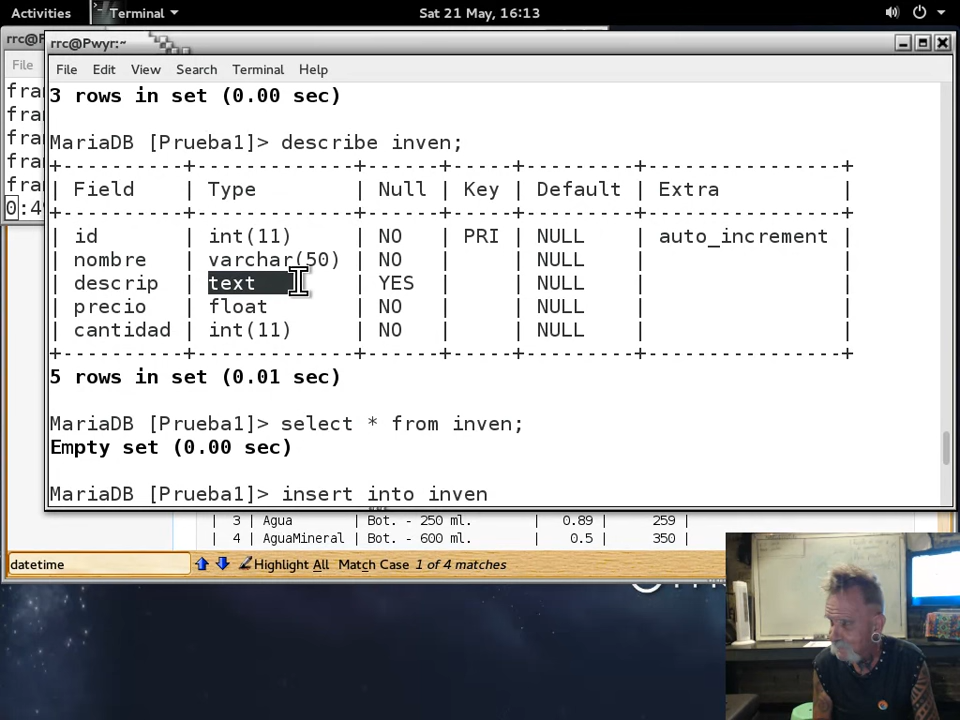 Activities Terminal Sat 21 May, 16:13
rrc@Pwyr:~
File Edit View Search Terminal Help
File
3 rows in set (0.00 sec)
MariaDB [Prueba1]> describe inven;
+----------+--------------+------+-----+---------+----------------+
| Field | Type | Null | Key | Default | Extra |
+----------+--------------+------+-----+---------+----------------+
| id | int(11) | NO | PRI | NULL | auto_increment |
| nombre | varchar(50) | NO | | NULL | |
| descrip | text | YES | | NULL | |
| precio | float | NO | | NULL | |
| cantidad | int(11) | NO | | NULL | |
+----------+--------------+------+-----+---------+----------------+
5 rows in set (0.01 sec)
MariaDB [Prueba1]> select * from inven;
Empty set (0.00 sec)
MariaDB [Prueba1]> insert into inven
| 3 | Agua | Bot. - 250 ml. | 0.89 | 259 |
| 4 | AguaMineral | Bot. - 600 ml. | 0.5 | 350 |
datetime Highlight All Match Case 1 of 4 matches